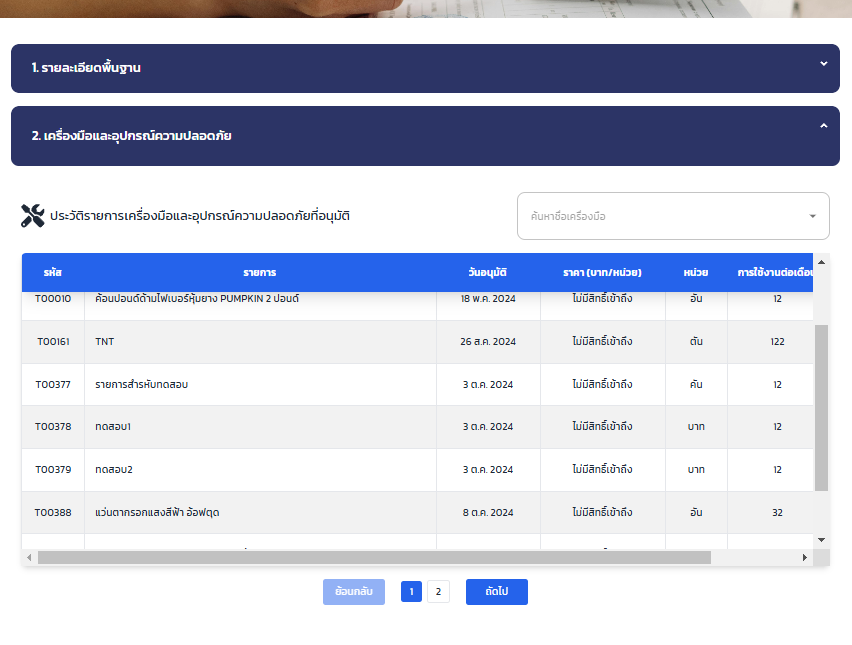 1. รายละเอียดพื้นฐาน
2. เครื่องมือและอุปกรณ์ความปลอดภัย
ประวัติรายการเครื่องมือและอุปกรณ์ความปลอดภัยที่อนุมัติ
ค้นหาชื่อเครื่องมือ
รหัส รายการ วันอนุมัติ ราคา (บาท/หน่วย) หน่วย การใช้งานต่อเดือน
T00010 ค้อนปอนด์ด้ามไฟเบอร์หุ้มยาง PUMPKIN 2 ปอนด์ 18 พ.ค. 2024 ไม่มีสิทธิ์เข้าถึง อัน 12
T00161 TNT 26 ส.ค. 2024 ไม่มีสิทธิ์เข้าถึง ตัน 122
T00377 รายการสำรหับทดสอบ 3 ต.ค. 2024 ไม่มีสิทธิ์เข้าถึง คัน 12
T00378 ทดสอบ1 3 ต.ค. 2024 ไม่มีสิทธิ์เข้าถึง บาท 12
T00379 ทดสอบ2 3 ต.ค. 2024 ไม่มีสิทธิ์เข้าถึง บาท 12
T00388 แว่นตากรอกแสงสีฟ้า อ้อฟตุด 8 ต.ค. 2024 ไม่มีสิทธิ์เข้าถึง อัน 32
ย้อนกลับ 1 2 ถัดไป